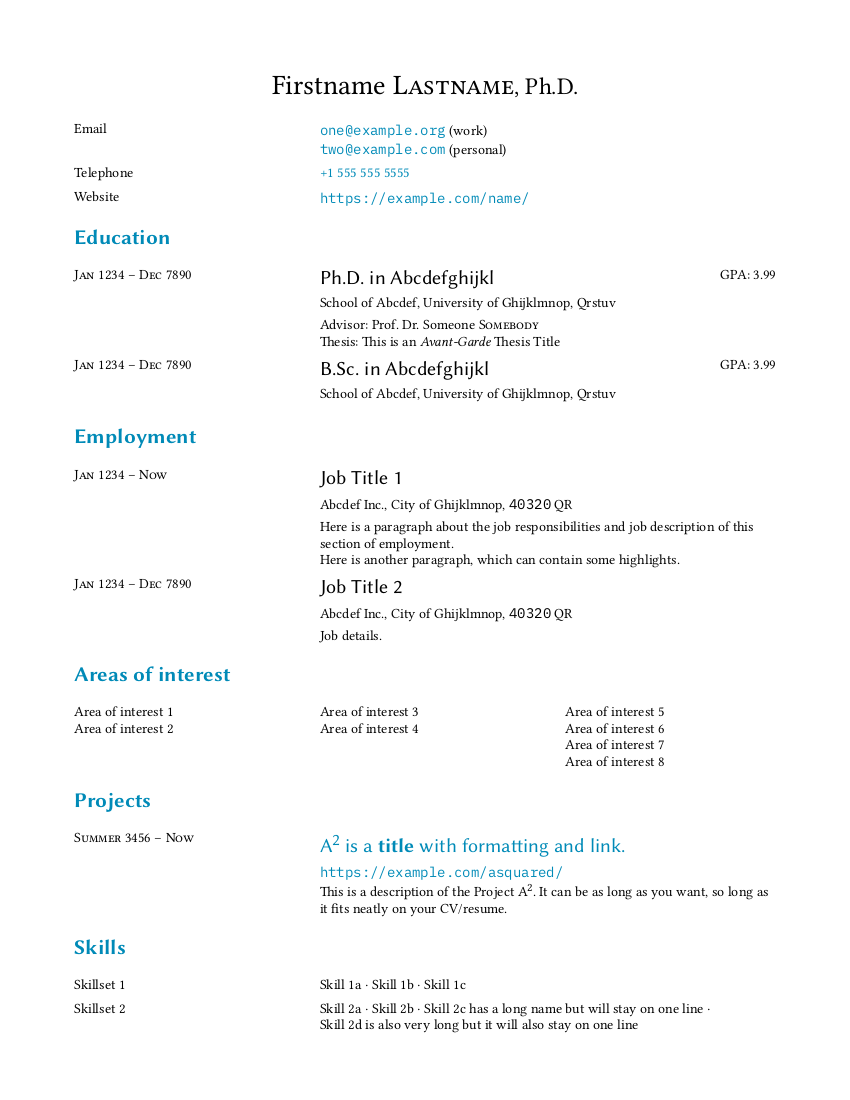 Firstname Lastname, Ph.D.
Email one@example.org (work)
two@example.com (personal)
Telephone +1 555 555 5555
Website https://example.com/name/
Education
Jan 1234 – Dec 7890 Ph.D. in Abcdefghijkl GPA: 3.99
School of Abcdef, University of Ghijklmnop, Qrstuv
Advisor: Prof. Dr. Someone Somebody
Thesis: This is an Avant-Garde Thesis Title
Jan 1234 – Dec 7890 B.Sc. in Abcdefghijkl GPA: 3.99
School of Abcdef, University of Ghijklmnop, Qrstuv
Employment
Jan 1234 – Now Job Title 1
Abcdef Inc., City of Ghijklmnop, 40320 QR
Here is a paragraph about the job responsibilities and job description of this
section of employment.
Here is another paragraph, which can contain some highlights.
Jan 1234 – Dec 7890 Job Title 2
Abcdef Inc., City of Ghijklmnop, 40320 QR
Job details.
Areas of interest
Area of interest 1 Area of interest 3 Area of interest 5
Area of interest 2 Area of interest 4 Area of interest 6
Area of interest 7
Area of interest 8
Projects
Summer 3456 – Now A² is a title with formatting and link.
https://example.com/asquared/
This is a description of the Project A². It can be as long as you want, so long as
it fits neatly on your CV/resume.
Skills
Skillset 1 Skill 1a · Skill 1b · Skill 1c
Skillset 2 Skill 2a · Skill 2b · Skill 2c has a long name but will stay on one line ·
Skill 2d is also very long but it will also stay on one line